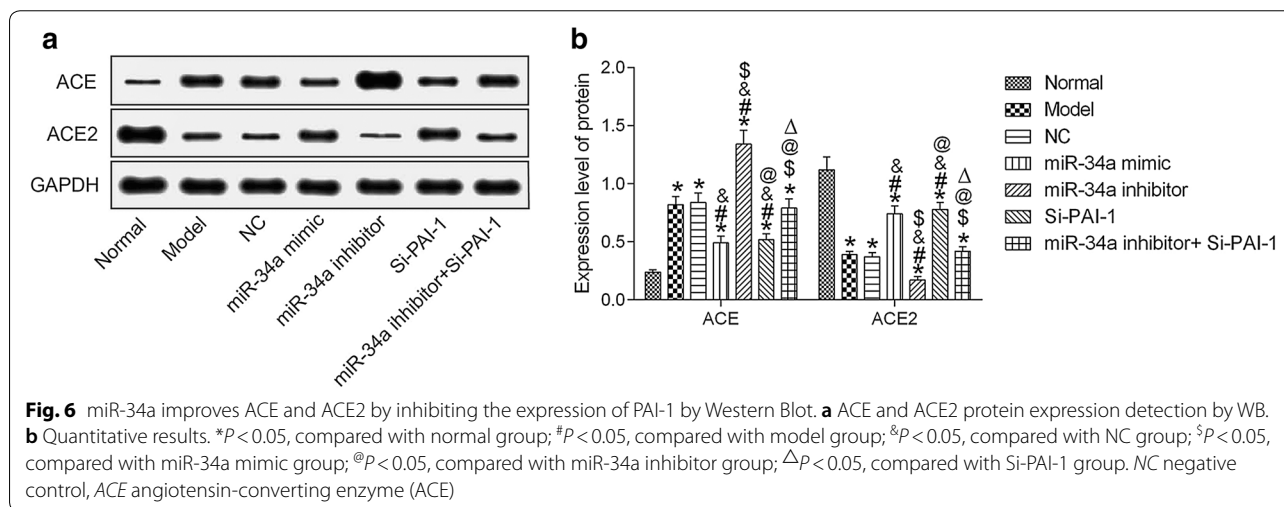 a
ACE
ACE2
GAPDH
Normal
Model
NC
miR-34a mimic
miR-34a inhibitor
Si-PAI-1
miR-34a inhibitor+Si-PAI-1
b
Expression level of protein
2.0
1.5
1.0
0.5
0.0
*
*
&
#
*
$
&
#
*
@
&
#
*
Δ
@
$
*
*
*
&
#
*
$
&
#
*
@
&
#
*
Δ
@
$
*
ACE
ACE2
Normal
Model
NC
miR-34a mimic
miR-34a inhibitor
Si-PAI-1
miR-34a inhibitor+ Si-PAI-1
Fig. 6 miR-34a improves ACE and ACE2 by inhibiting the expression of PAI-1 by Western Blot. a ACE and ACE2 protein expression detection by WB.
b Quantitative results. *P < 0.05, compared with normal group; #P < 0.05, compared with model group; &P < 0.05, compared with NC group; $P < 0.05,
compared with miR-34a mimic group; @P < 0.05, compared with miR-34a inhibitor group; △P < 0.05, compared with Si-PAI-1 group. NC negative
control, ACE angiotensin-converting enzyme (ACE)